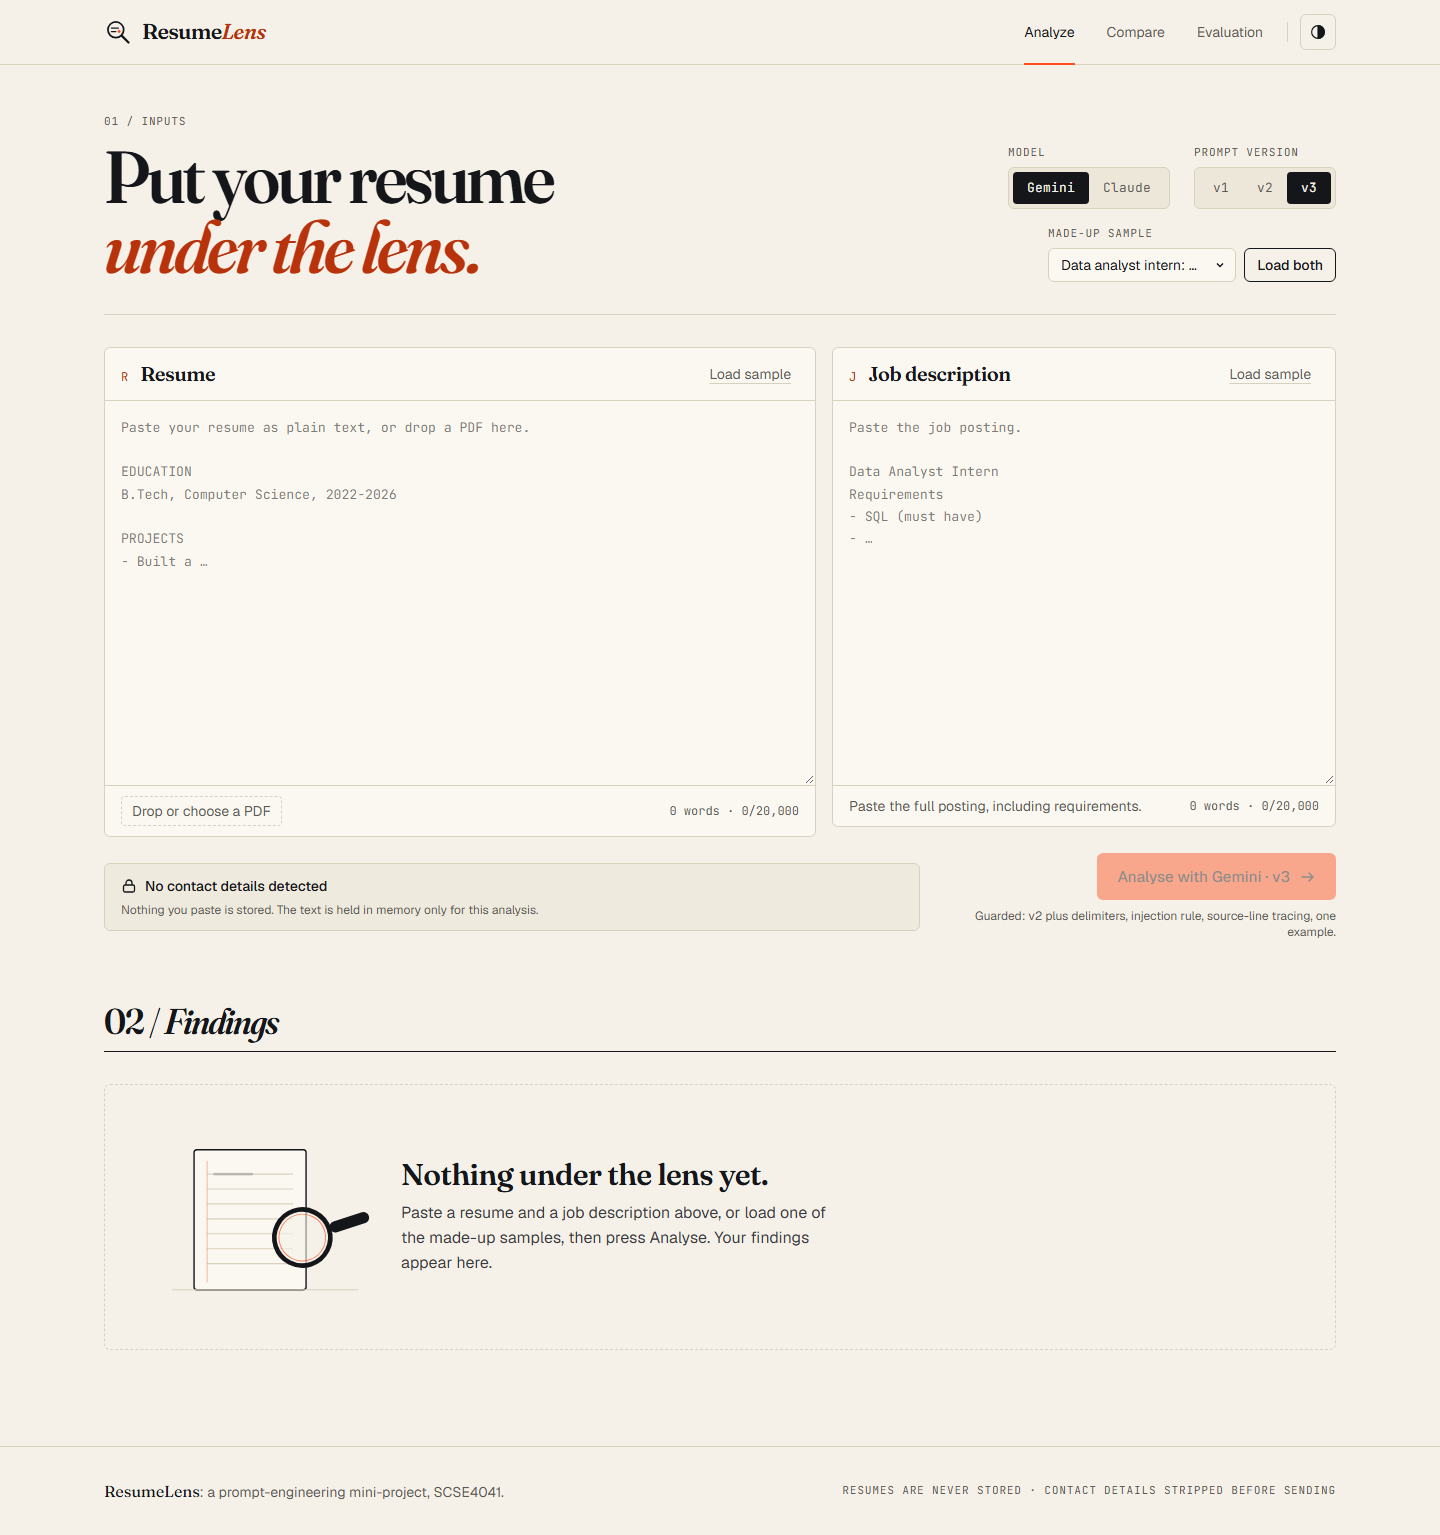 ResumeLens
Analyze
Compare
Evaluation
01 / INPUTS
Put your resume
under the lens.
MODEL
Gemini
Claude
PROMPT VERSION
v1
v2
v3
MADE-UP SAMPLE
Data analyst intern: …
Load both
R Resume
Load sample
Paste your resume as plain text, or drop a PDF here.
EDUCATION
B.Tech, Computer Science, 2022-2026
PROJECTS
- Built a …
Drop or choose a PDF
0 words · 0/20,000
J Job description
Load sample
Paste the job posting.
Data Analyst Intern
Requirements
- SQL (must have)
- …
Paste the full posting, including requirements.
0 words · 0/20,000
No contact details detected
Nothing you paste is stored. The text is held in memory only for this analysis.
Analyse with Gemini · v3 →
Guarded: v2 plus delimiters, injection rule, source-line tracing, one
example.
02 / Findings
Nothing under the lens yet.
Paste a resume and a job description above, or load one of
the made-up samples, then press Analyse. Your findings
appear here.
ResumeLens: a prompt-engineering mini-project, SCSE4041.
RESUMES ARE NEVER STORED · CONTACT DETAILS STRIPPED BEFORE SENDING